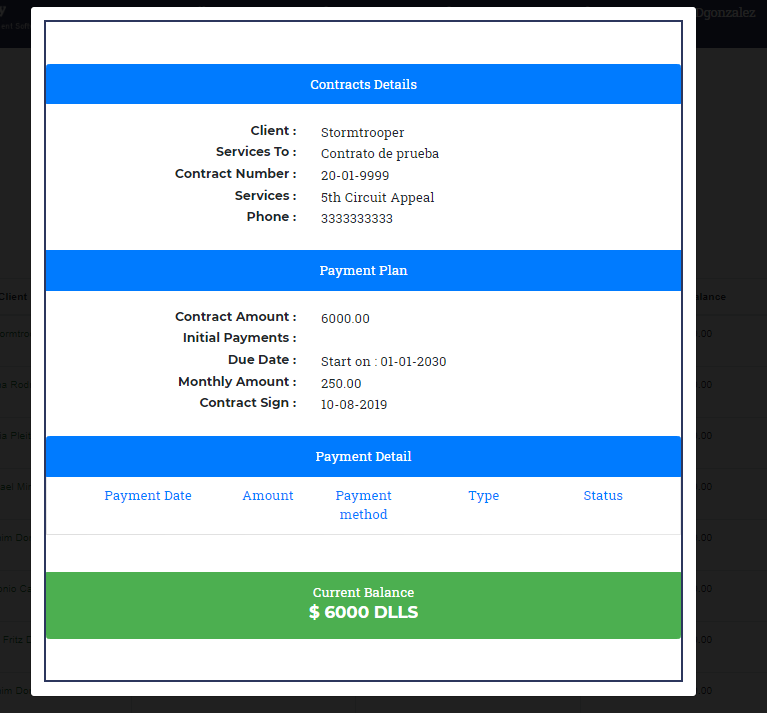 Dgonzalez
Contracts Details
Client : Stormtrooper
Services To : Contrato de prueba
Contract Number : 20-01-9999
Services : 5th Circuit Appeal
Phone : 3333333333
Payment Plan
Contract Amount : 6000.00
Initial Payments :
Due Date : Start on : 01-01-2030
Monthly Amount : 250.00
Contract Sign : 10-08-2019
Payment Detail
Payment Date Amount Payment method Type Status
Current Balance
$ 6000 DLLS
Client